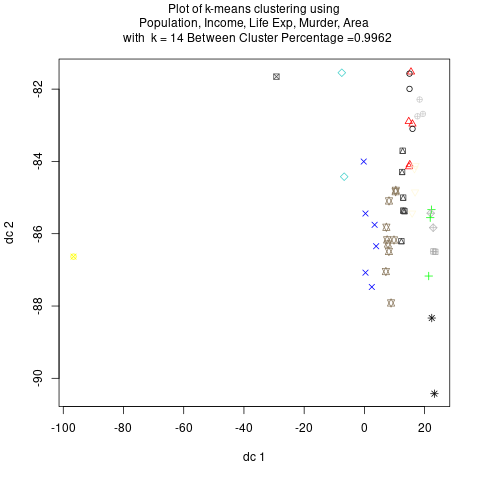 Plot of k-means clustering using
Population, Income, Life Exp, Murder, Area
with k = 14 Between Cluster Percentage =0.9962
-82
-84
-86
-88
-90
dc 2
-100 -80 -60 -40 -20 0 20
dc 1